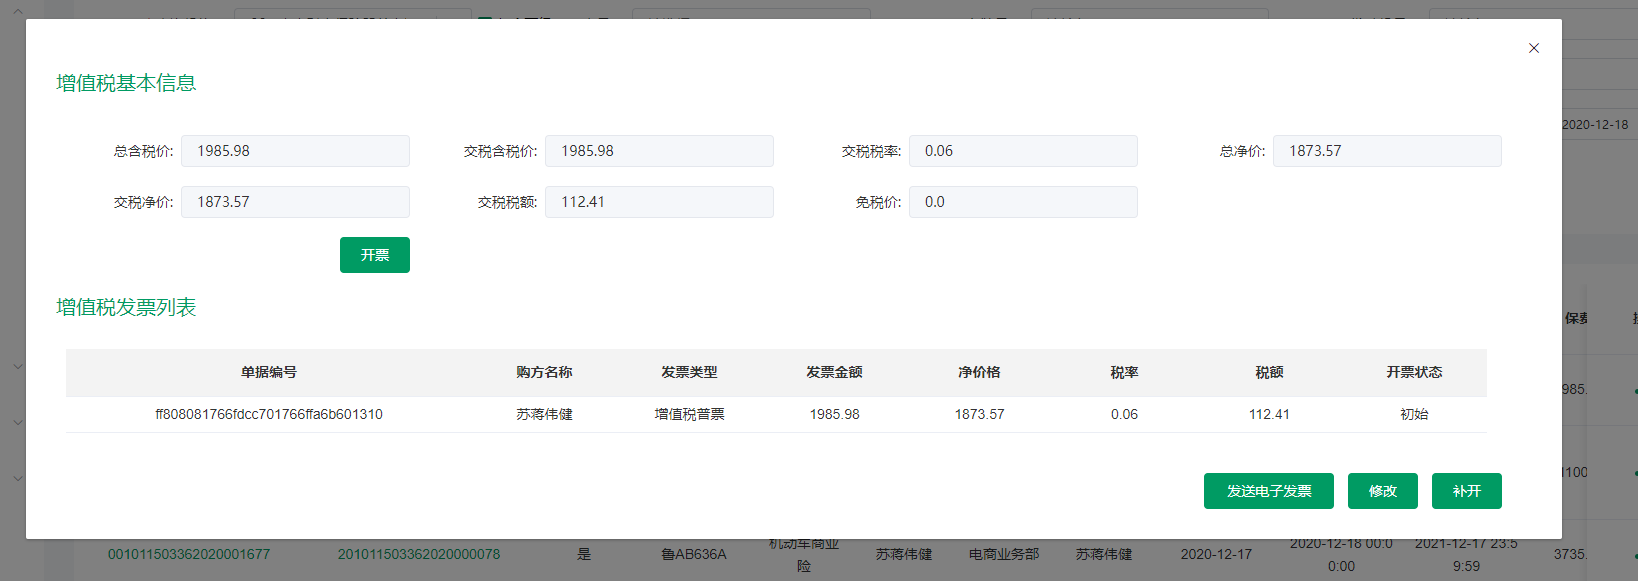 增值税基本信息
总含税价: 1985.98 交税含税价: 1985.98 交税税率: 0.06 总净价: 1873.57
交税净价: 1873.57 交税税额: 112.41 免税价: 0.0
2020-12-18
开票
增值税发票列表
保费
单据编号 购方名称 发票类型 发票金额 净价格 税率 税额 开票状态
985.
ff808081766fdcc701766ffa6b601310 苏蒋伟健 增值税普票 1985.98 1873.57 0.06 112.41 初始
1100
发送电子发票 修改 补开
001011503362020001677 201011503362020000078 是 鲁AB636A 机动车商业 苏蒋伟健 电商业务部 苏蒋伟健 2020-12-17 2020-12-18 00:0 2021-12-17 23:5 3735.
险 0:00 9:59